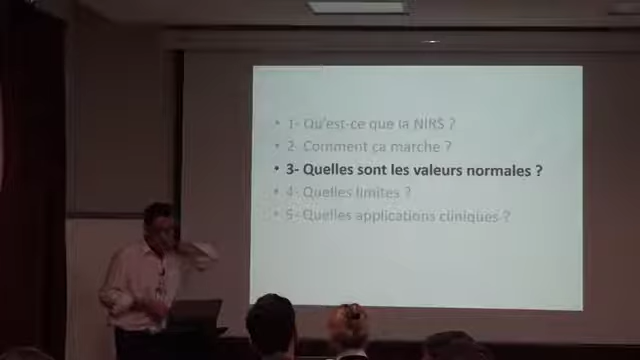 • 1- Qu'est-ce que la NIRS ?
• 2- Comment ça marche ?
• 3- Quelles sont les valeurs normales ?
• 4- Quelles limites ?
• 5- Quelles applications cliniques ?